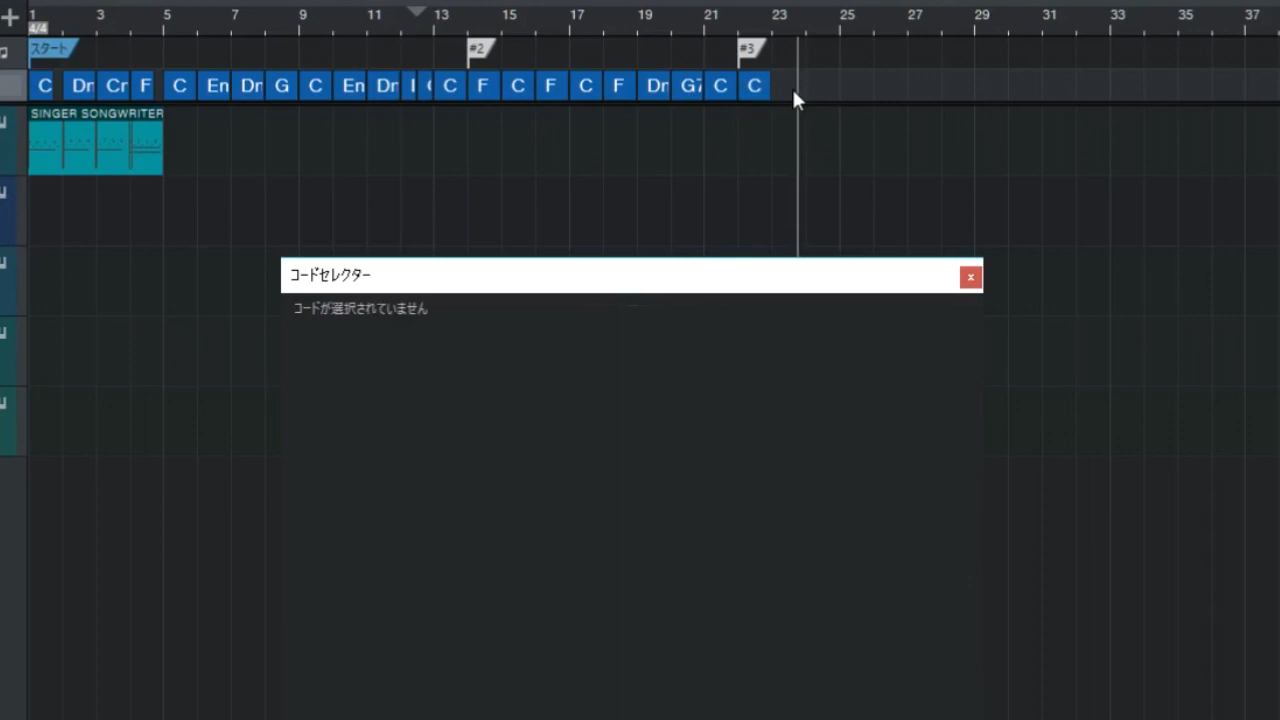 1 3 5 7 9 11 13 15 17 19 21 23 25 27 29 31 33 35 37
4/4
スタート #2 #3
C Dr Cr F C En Dr G C En Dr C F C F C F Dr G7 C C
SINGER SONGWRITER
コードセレクター x
コードが選択されていません